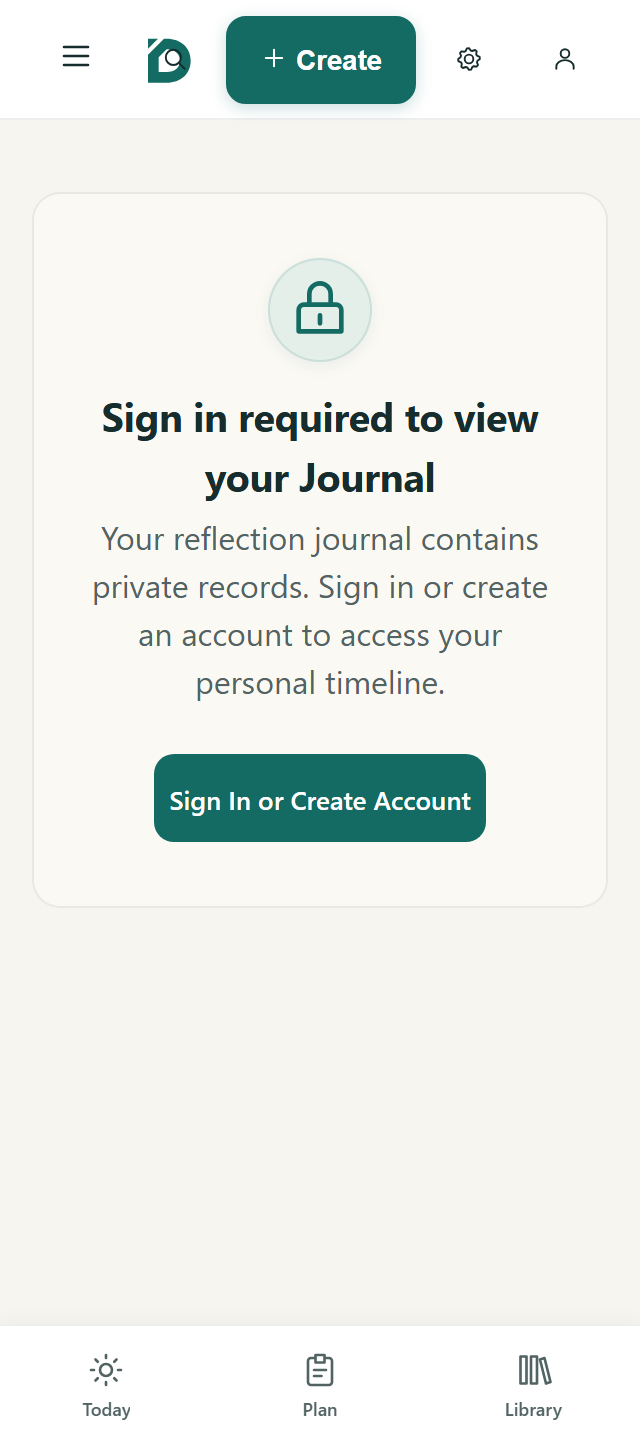 Create
Sign in required to view
your Journal
Your reflection journal contains
private records. Sign in or create
an account to access your
personal timeline.
Sign In or Create Account
Today
Plan
Library